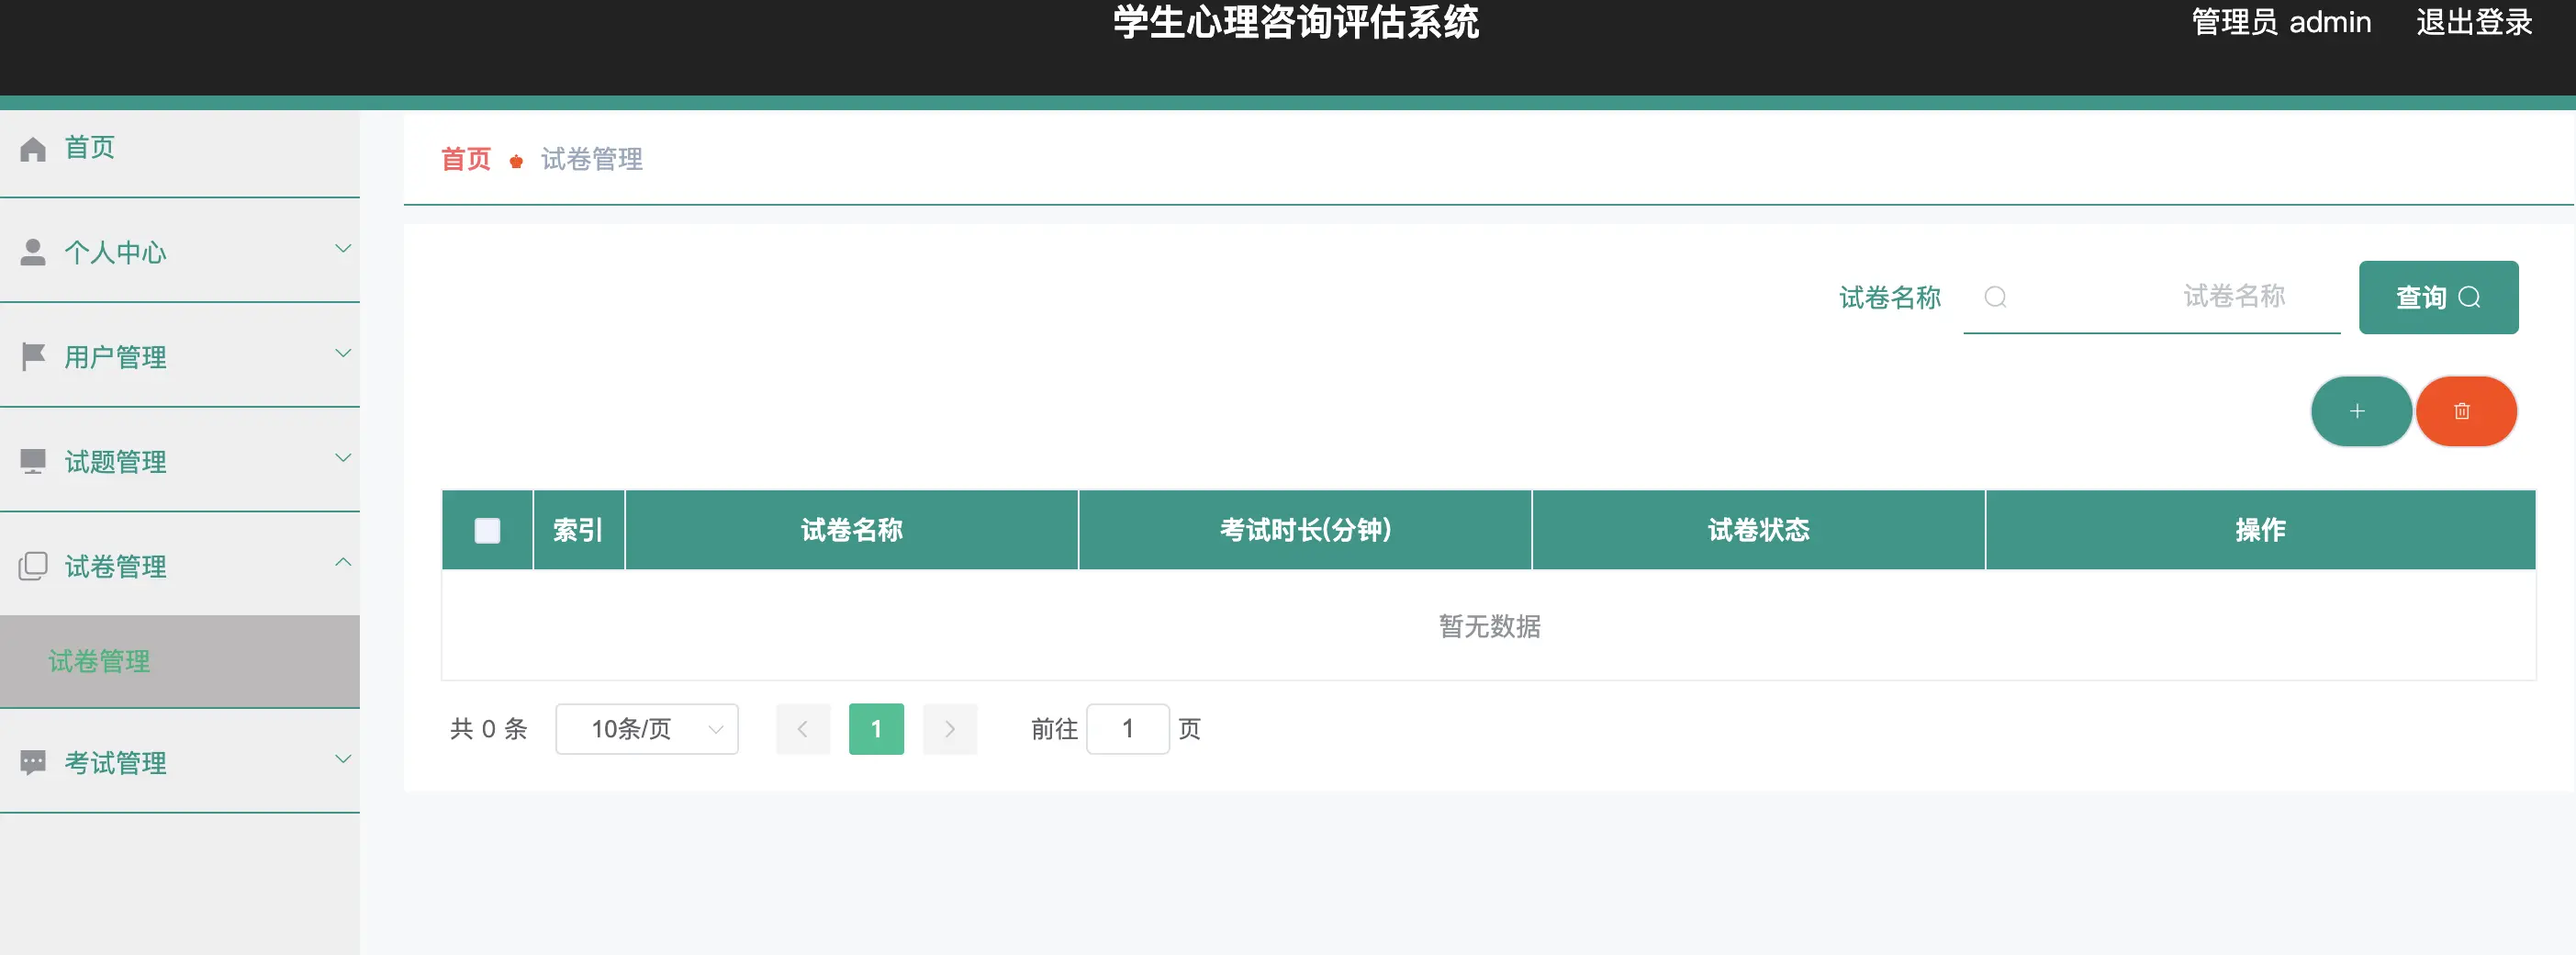 学生心理咨询评估系统
管理员 admin 退出登录
首页
个人中心
用户管理
试题管理
试卷管理
试卷管理
考试管理
首页 试卷管理
试卷名称 试卷名称 查询
索引 试卷名称 考试时长(分钟) 试卷状态 操作
暂无数据
共 0 条 10条/页 1 前往 1 页